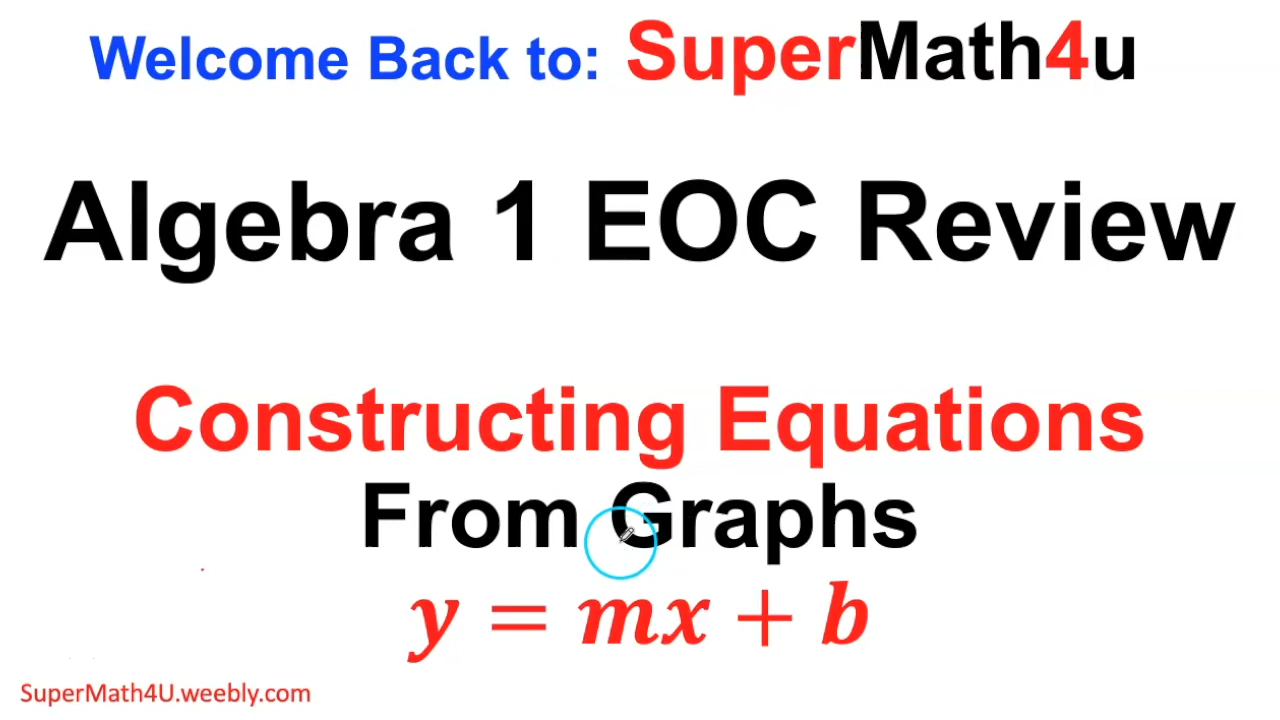 Welcome Back to: SuperMath4u
Algebra 1 EOC Review
Constructing Equations
From Graphs
y = mx + b
SuperMath4U.weebly.com